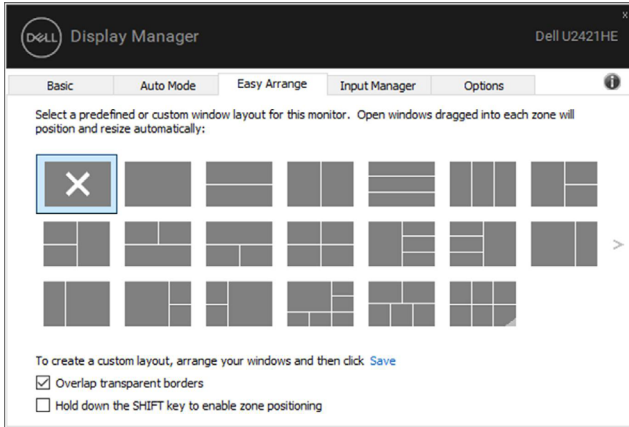 x
DELL Display Manager Dell U2421HE
Basic Auto Mode Easy Arrange Input Manager Options
Select a predefined or custom window layout for this monitor. Open windows dragged into each zone will
position and resize automatically:
To create a custom layout, arrange your windows and then click Save
Overlap transparent borders
Hold down the SHIFT key to enable zone positioning